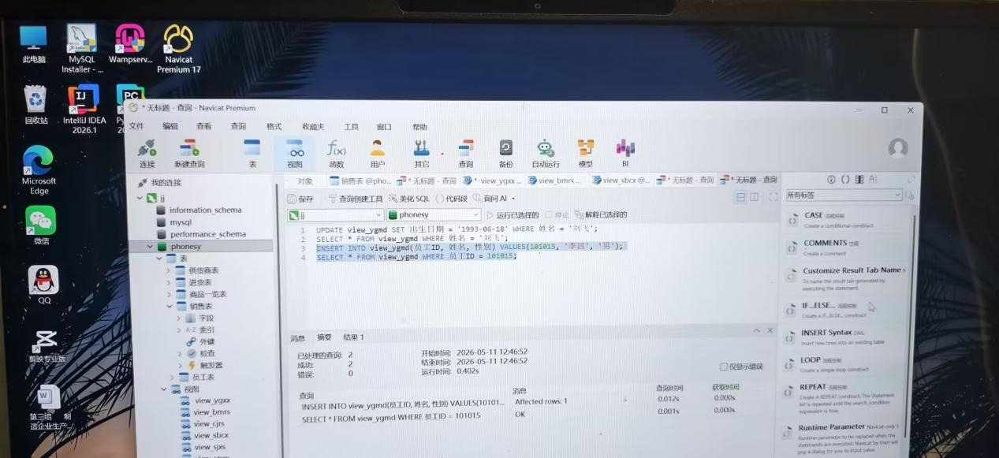 此电脑
MySQL Installer - ...
Wampserv...
Navicat Premium 17
回收站
IntelliJ IDEA 2026.1
PC
Microsoft Edge
微信
QQ
剪映专业版
* 无标题 - 查询 - Navicat Premium
文件 编辑 查看 查询 格式 收藏夹 工具 窗口 帮助
连接 新建查询 表 视图 函数 用户 其它 查询 备份 自动运行 模型 BI
我的连接
jj
information_schema
mysql
performance_schema
phonesy
表
供货商表
进货表
商品一览表
销售表
字段
索引
外键
检查
触发器
员工表
视图
view_ygxx
view_bmrs
view_cjrs
view_sbcx
view_sjxs
对象 销售表 @pho... * 无标题 - 查询 * view_ygxx ... view_bmrs ... view_sbcx @... * 无标题 - 查询 * 无标题 - 查询
保存 查询创建工具 美化 SQL () 代码段 询问 AI
jj phonesy 运行已选择的 停止 解释已选择的
1 UPDATE view_ygmd SET 出生日期 = '1993-06-18' WHERE 姓名 = '刘飞';
2 SELECT * FROM view_ygmd WHERE 姓名 = '刘飞';
3 INSERT INTO view_ygmd(员工ID, 姓名, 性别) VALUES(101015, '李四', '男');
4 SELECT * FROM view_ygmd WHERE 员工ID = 101015;
消息 摘要 结果 1
已处理的查询: 2
成功: 2
错误: 0
开始时间: 2026-05-11 12:46:52
结束时间: 2026-05-11 12:46:52
运行时间: 0.402s
仅显示错误
查询 消息 查询时间 获取时间
INSERT INTO view_ygmd(员工ID, 姓名, 性别) VALUES(10101... Affected rows: 1 0.012s 0.000s
SELECT * FROM view_ygmd WHERE 员工ID = 101015 OK 0.001s 0.000s
所有标签
CASE 流程控制
Create a conditional construct
COMMENTS 注释
Create a comment
Customize Result Tab Name
To name the result tab generated by executing the statement.
IF...ELSE... 流程控制
Create a IF...ELSE... construct
INSERT Syntax DML
Insert new rows into an existing table
LOOP 流程控制
Create a simple loop construct
REPEAT 流程控制
Create A REPEAT construct. The Statement list is repeated until the search_condition expression is true.
Runtime Parameter Navicat-only S
Runtime parameter to be replaced when the statements are executed. Navicat by then will pop a dialog for you to input value.